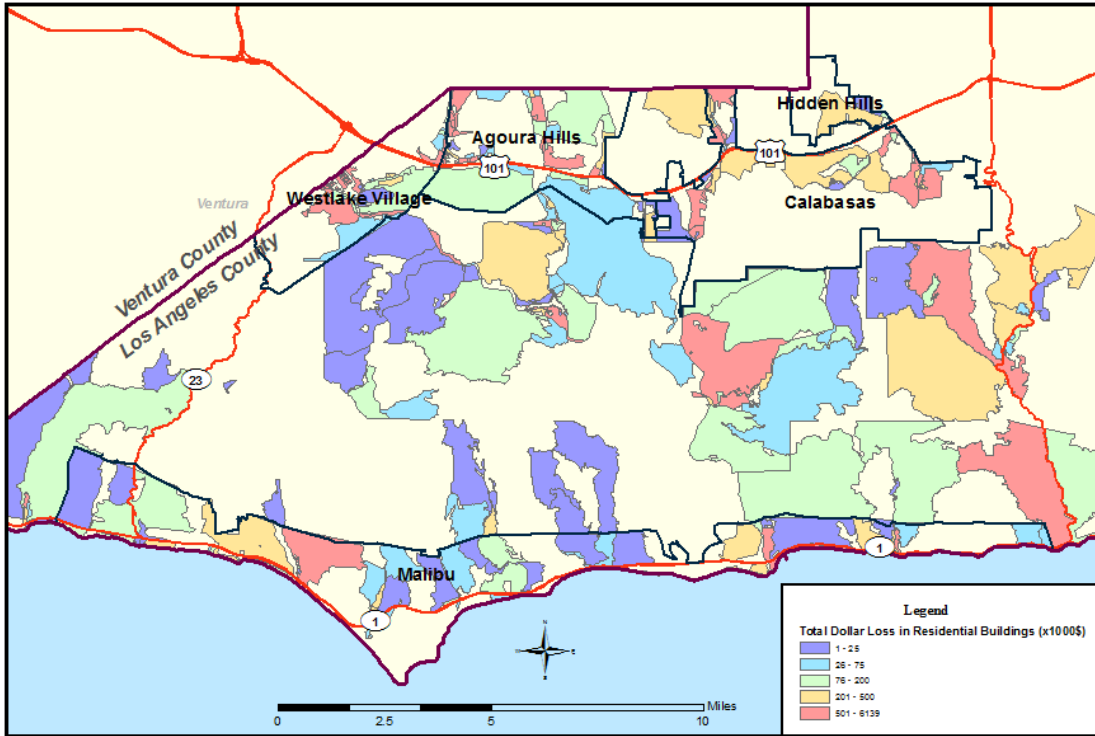 Hidden Hills
Agoura Hills
101
101
Westlake Village
Calabasas
Ventura
Ventura County
Los Angeles County
23
1
Malibu
1
N
W
E
S
Miles
0
2.5
5
10
Legend
Total Dollar Loss in Residential Buildings (x1000$)
1 - 25
26 - 75
76 - 200
201 - 500
501 - 6139